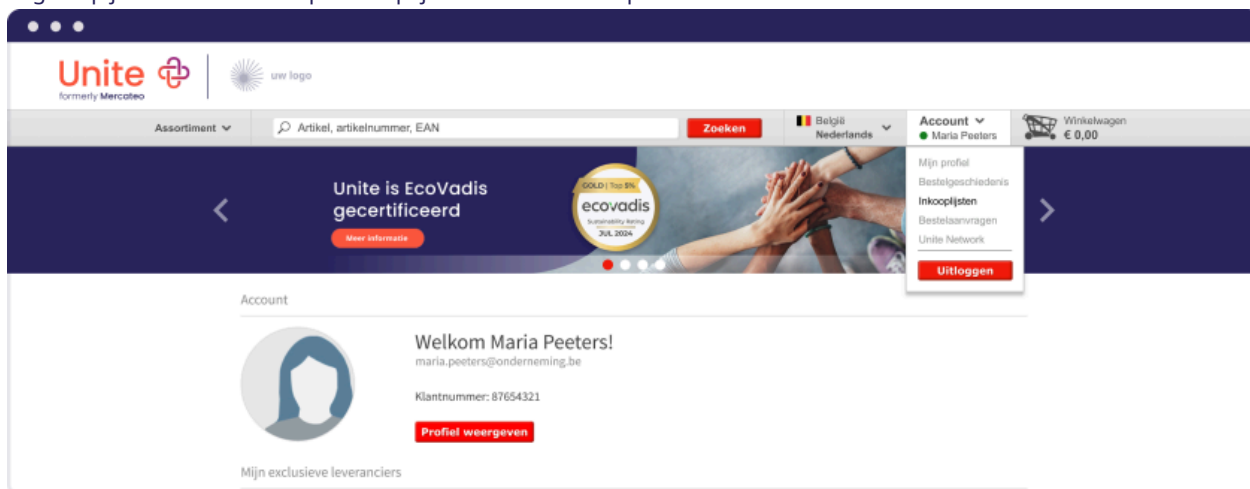 Unite
formerly Mercateo
uw logo
Assortiment
Artikel, artikelnummer, EAN
Zoeken
België
Nederlands
Account
Maria Peeters
Winkelwagen
€ 0,00
Mijn profiel
Bestelgeschiedenis
Inkooplijsten
Bestelaanvragen
Unite Network
Uitloggen
Unite is EcoVadis
gecertificeerd
Meer informatie
GOLD | Top 5%
ecovadis
Sustainability Rating
JUL 2024
Account
Welkom Maria Peeters!
maria.peeters@onderneming.be
Klantnummer: 87654321
Profiel weergeven
Mijn exclusieve leveranciers